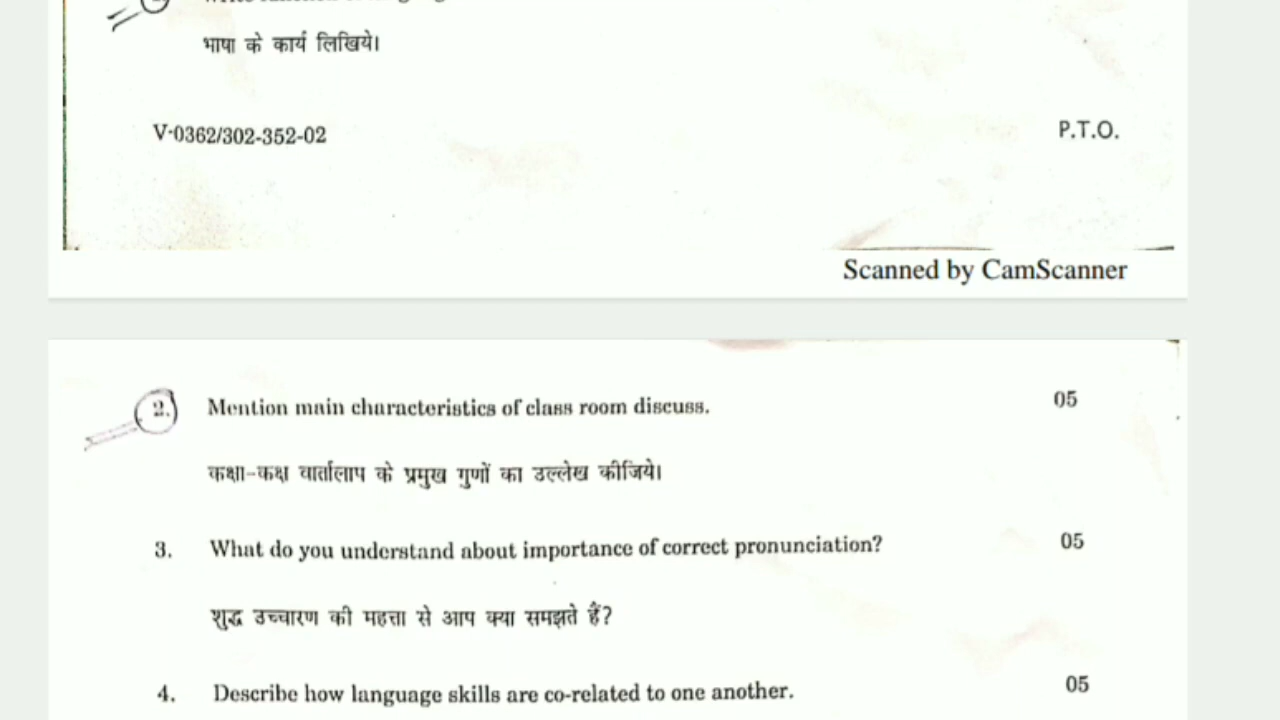 भाषा के कार्य लिखिये।
V-0362/302-352-02
P.T.O.
Scanned by CamScanner
2. Mention main characteristics of class room discuss. 05
कक्षा-कक्ष वार्तालाप के प्रमुख गुणों का उल्लेख कीजिये।
3. What do you understand about importance of correct pronunciation? 05
शुद्ध उच्चारण की महत्ता से आप क्या समझते हैं?
4. Describe how language skills are co-related to one another. 05